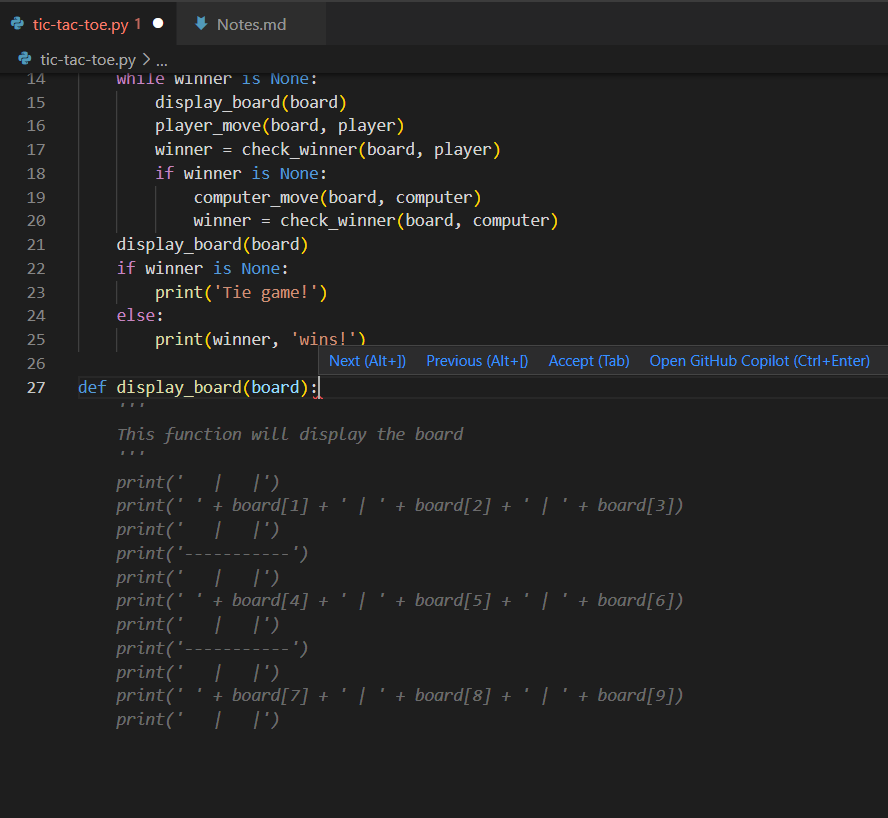 tic-tac-toe.py 1 ● Notes.md
tic-tac-toe.py > ...
14 while winner is None:
15 display_board(board)
16 player_move(board, player)
17 winner = check_winner(board, player)
18 if winner is None:
19 computer_move(board, computer)
20 winner = check_winner(board, computer)
21 display_board(board)
22 if winner is None:
23 print('Tie game!')
24 else:
25 print(winner, 'wins!')
26 Next (Alt+]) Previous (Alt+[) Accept (Tab) Open GitHub Copilot (Ctrl+Enter)
27 def display_board(board):
'''
This function will display the board
'''
print('   |   |')
print(' ' + board[1] + ' | ' + board[2] + ' | ' + board[3])
print('   |   |')
print('-----------')
print('   |   |')
print(' ' + board[4] + ' | ' + board[5] + ' | ' + board[6])
print('   |   |')
print('-----------')
print('   |   |')
print(' ' + board[7] + ' | ' + board[8] + ' | ' + board[9])
print('   |   |')